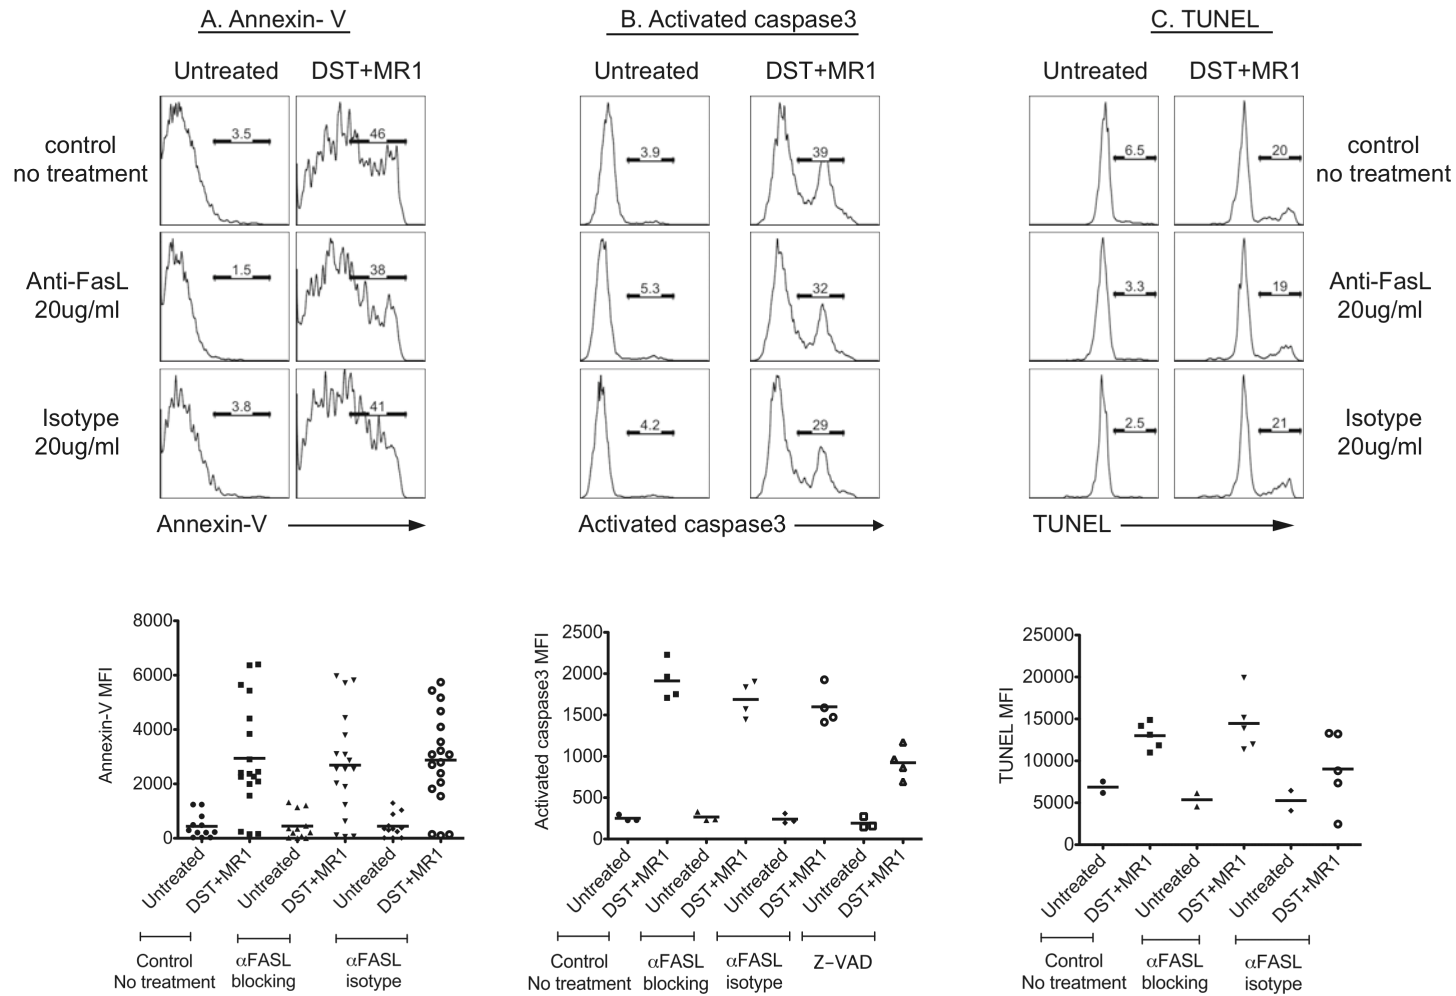 A. Annexin- V
B. Activated caspase3
C. TUNEL
Untreated
DST+MR1
Untreated
DST+MR1
Untreated
DST+MR1
control
no treatment
3.5
46
3.9
39
6.5
20
control
no treatment
Anti-FasL
20ug/ml
1.5
38
5.3
32
3.3
19
Anti-FasL
20ug/ml
Isotype
20ug/ml
3.8
41
4.2
29
2.5
21
Isotype
20ug/ml
Annexin-V
Activated caspase3
TUNEL
Annexin-V MFI
8000
6000
4000
2000
0
Untreated
DST+MR1
Untreated
DST+MR1
Untreated
DST+MR1
Control
No treatment
αFASL
blocking
αFASL
isotype
Activated caspase3 MFI
2500
2000
1500
1000
500
0
Untreated
DST+MR1
Untreated
DST+MR1
Untreated
DST+MR1
Untreated
DST+MR1
Control
No treatment
αFASL
blocking
αFASL
isotype
Z-VAD
TUNEL MFI
25000
20000
15000
10000
5000
0
Untreated
DST+MR1
Untreated
DST+MR1
Untreated
DST+MR1
Control
No treatment
αFASL
blocking
αFASL
isotype